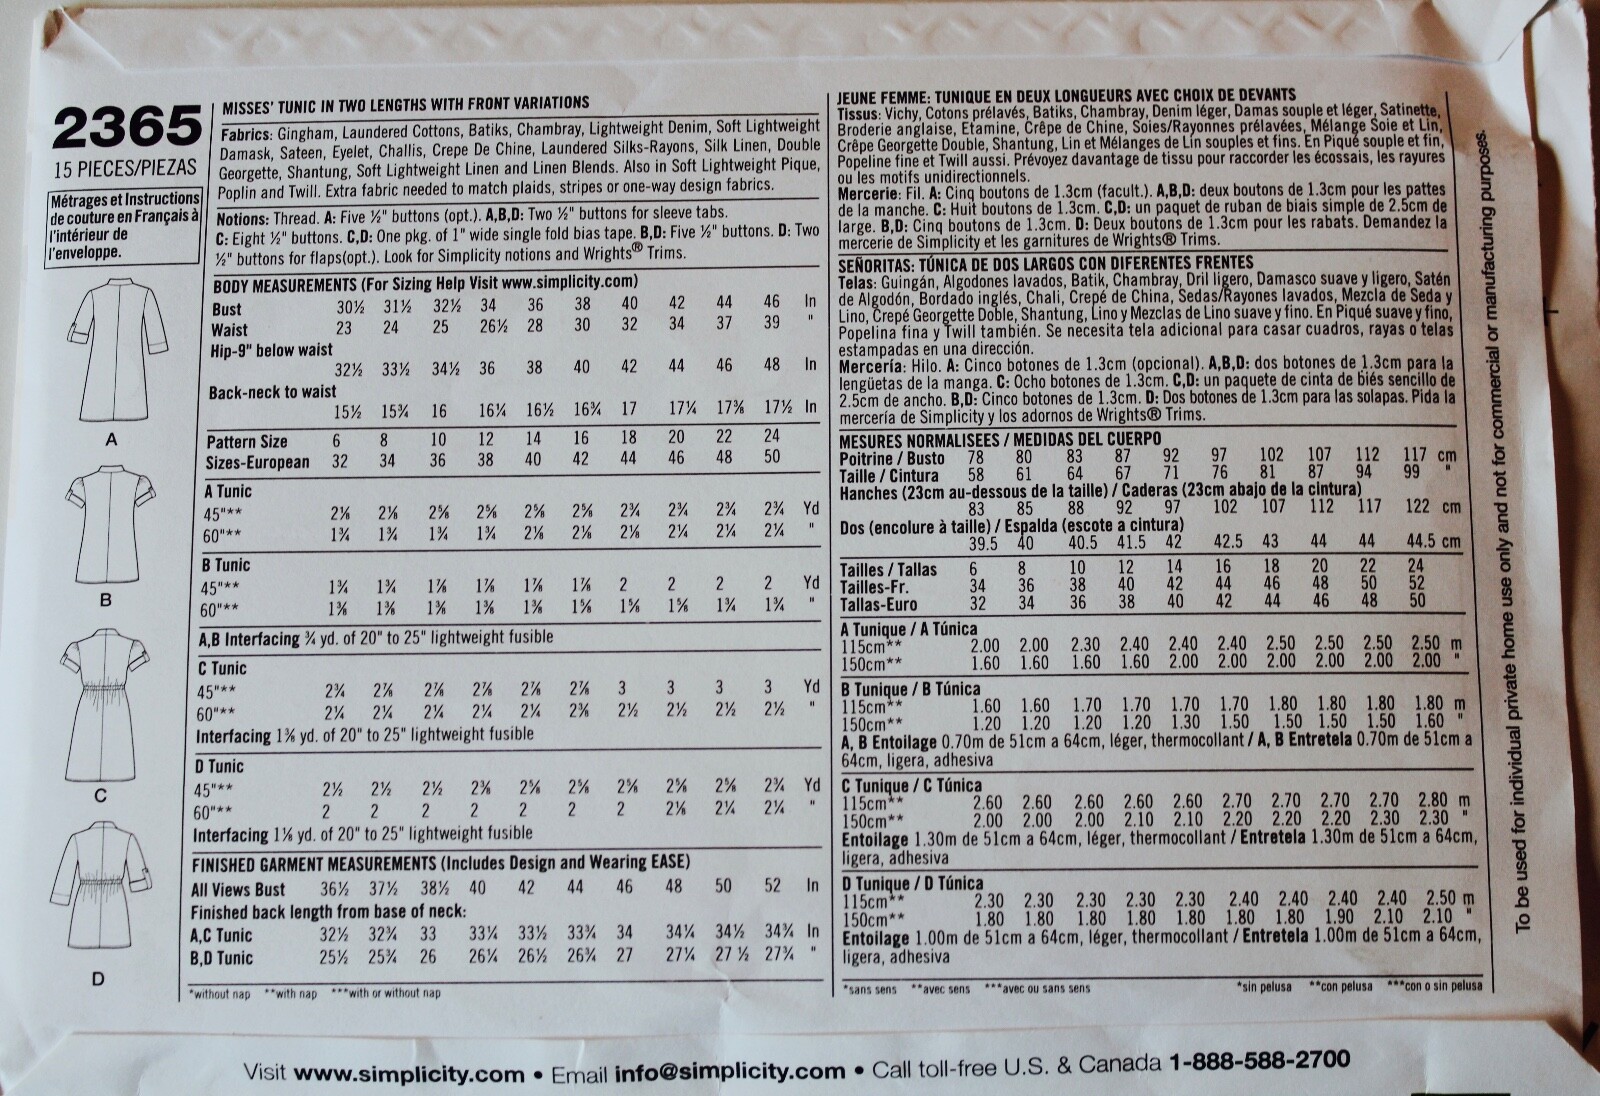 2365
15 PIECES/PIEZAS
Métrages et Instructions
de couture en Français à
l'intérieur de
l'enveloppe.
A
B
C
D
MISSES' TUNIC IN TWO LENGTHS WITH FRONT VARIATIONS
Fabrics: Gingham, Laundered Cottons, Batiks, Chambray, Lightweight Denim, Soft Lightweight
Damask, Sateen, Eyelet, Challis, Crepe De Chine, Laundered Silks-Rayons, Silk Linen, Double
Georgette, Shantung, Soft Lightweight Linen and Linen Blends. Also in Soft Lightweight Pique,
Poplin and Twill. Extra fabric needed to match plaids, stripes or one-way design fabrics.
Notions: Thread. A: Five ½" buttons (opt.). A,B,D: Two ½" buttons for sleeve tabs.
C: Eight ½" buttons. C,D: One pkg. of 1" wide single fold bias tape. B,D: Five ½" buttons. D: Two
½" buttons for flaps(opt.). Look for Simplicity notions and Wrights® Trims.
BODY MEASUREMENTS (For Sizing Help Visit www.simplicity.com)
Bust 30½ 31½ 32½ 34 36 38 40 42 44 46 In
Waist 23 24 25 26½ 28 30 32 34 37 39 "
Hip-9" below waist
32½ 33½ 34½ 36 38 40 42 44 46 48 In
Back-neck to waist
15½ 15¾ 16 16¼ 16½ 16¾ 17 17¼ 17⅜ 17½ In
Pattern Size 6 8 10 12 14 16 18 20 22 24
Sizes-European 32 34 36 38 40 42 44 46 48 50
A Tunic
45"** 2¾ 2¾ 2¾ Yd
60"** 1¾ 1¾ 1¾ 1¾ 2¼ 2¼ 2¼ "
B Tunic
45"** 1¾ 1¾ 1⅞ 1⅞ 1⅞ 1⅞ 2 2 2 2 Yd
60"** 1⅜ 1⅜ 1⅜ 1⅜ 1⅜ 1⅝ 1⅝ 1⅝ 1¾ 1¾ "
A,B Interfacing ¾ yd. of 20" to 25" lightweight fusible
C Tunic
45"** 2¾ 2⅞ 2⅞ 2⅞ 2⅞ 2⅞ 3 3 3 3 Yd
60"** 2¼ 2¼ 2¼ 2¼ 2¼ 2⅜ 2½ 2½ 2½ 2½ "
Interfacing 1⅜ yd. of 20" to 25" lightweight fusible
D Tunic
45"** 2½ 2½ 2½ 2⅝ 2⅝ 2⅝ 2⅝ 2⅝ 2¾ Yd
60"** 2 2 2 2 2 2 2 2⅛ 2¼ 2¼ "
Interfacing 1⅛ yd. of 20" to 25" lightweight fusible
FINISHED GARMENT MEASUREMENTS (Includes Design and Wearing EASE)
All Views Bust 36½ 37½ 38½ 40 42 44 46 48 50 52 In
Finished back length from base of neck:
A,C Tunic 32½ 32¾ 33 33¼ 33½ 33¾ 34 34¼ 34½ 34¾ In
B,D Tunic 25½ 25¾ 26 26¼ 26½ 26¾ 27 27¼ 27 ½ 27¾ "
*without nap **with nap ***with or without nap
JEUNE FEMME: TUNIQUE EN DEUX LONGUEURS AVEC CHOIX DE DEVANTS
Tissus: Vichy, Cotons prélavés, Batiks, Chambray, Denim léger, Damas souple et léger, Satinette,
Broderie anglaise, Etamine, Crêpe de Chine, Soies/Rayonnes prélavées, Mélange Soie et Lin,
Crêpe Georgette Double, Shantung, Lin et Mélanges de Lin souples et fins. En Piqué souple et fin,
Popeline fine et Twill aussi. Prévoyez davantage de tissu pour raccorder les écossais, les rayures
ou les motifs unidirectionnels.
Mercerie: Fil. A: Cinq boutons de 1.3cm (facult.). A,B,D: deux boutons de 1.3cm pour les pattes
de la manche. C: Huit boutons de 1.3cm. C,D: un paquet de ruban de biais simple de 2.5cm de
large. B,D: Cinq boutons de 1.3cm. D: Deux boutons de 1.3cm pour les rabats. Demandez la
mercerie de Simplicity et les garnitures de Wrights® Trims.
SEÑORITAS: TÚNICA DE DOS LARGOS CON DIFERENTES FRENTES
Telas: Guingán, Algodones lavados, Batik, Chambray, Dril ligero, Damasco suave y ligero, Satén
de Algodón, Bordado inglés, Chali, Crepé de China, Sedas/Rayones lavados, Mezcla de Seda y
Lino, Crepé Georgette Doble, Shantung, Lino y Mezclas de Lino suave y fino. En Piqué suave y fino,
Popelina fina y Twill también. Se necesita tela adicional para casar cuadros, rayas o telas
estampadas en una dirección.
Mercería: Hilo. A: Cinco botones de 1.3cm (opcional). A,B,D: dos botones de 1.3cm para la
lengüetas de la manga. C: Ocho botones de 1.3cm. C,D: un paquete de cinta de biés sencillo de
2.5cm de ancho. B,D: Cinco botones de 1.3cm. D: Dos botones de 1.3cm para las solapas. Pida la
mercería de Simplicity y los adornos de Wrights® Trims.
MESURES NORMALISEES / MEDIDAS DEL CUERPO
Poitrine / Busto 78 80 83 87 92 97 102 107 112 117 cm
Taille / Cintura 58 61 64 67 71 76 81 87 94 99 "
Hanches (23cm au-dessous de la taille) / Caderas (23cm abajo de la cintura)
83 85 88 92 97 102 107 112 117 122 cm
Dos (encolure à taille) / Espalda (escote a cintura)
39.5 40 40.5 41.5 42 42.5 43 44 44 44.5 cm
Tailles / Tallas 6 8 10 12 14 16 18 20 22 24
Tailles-Fr. 34 36 38 40 42 44 46 48 50 52
Tallas-Euro 32 34 36 38 40 42 44 46 48 50
A Tunique / A Túnica
115cm** 2.00 2.00 2.30 2.40 2.40 2.40 2.50 2.50 2.50 2.50 m
150cm** 1.60 1.60 1.60 1.60 2.00 2.00 2.00 2.00 2.00 2.00 "
B Tunique / B Túnica
115cm** 1.60 1.60 1.70 1.70 1.70 1.70 1.80 1.80 1.80 1.80 m
150cm** 1.20 1.20 1.20 1.20 1.30 1.50 1.50 1.50 1.50 1.60 "
A, B Entoilage 0.70m de 51cm a 64cm, léger, thermocollant / A, B Entretela 0.70m de 51cm a
64cm, ligera, adhesiva
C Tunique / C Túnica
115cm** 2.60 2.60 2.60 2.60 2.60 2.70 2.70 2.70 2.70 2.80 m
150cm** 2.00 2.00 2.00 2.10 2.10 2.20 2.20 2.20 2.30 2.30 "
Entoilage 1.30m de 51cm a 64cm, léger, thermocollant / Entretela 1.30m de 51cm a 64cm,
ligera, adhesiva
D Tunique / D Túnica
115cm** 2.30 2.30 2.30 2.30 2.30 2.40 2.40 2.40 2.40 2.50 m
150cm** 1.80 1.80 1.80 1.80 1.80 1.80 1.80 1.90 2.10 2.10 "
Entoilage 1.00m de 51cm a 64cm, léger, thermocollant / Entretela 1.00m de 51cm a 64cm,
ligera, adhesiva
*sans sens **avec sens ***avec ou sans sens *sin pelusa **con pelusa ***con o sin pelusa
To be used for individual private home use only and not for commercial or manufacturing purposes.
Visit www.simplicity.com • Email info@simplicity.com • Call toll-free U.S. & Canada 1-888-588-2700